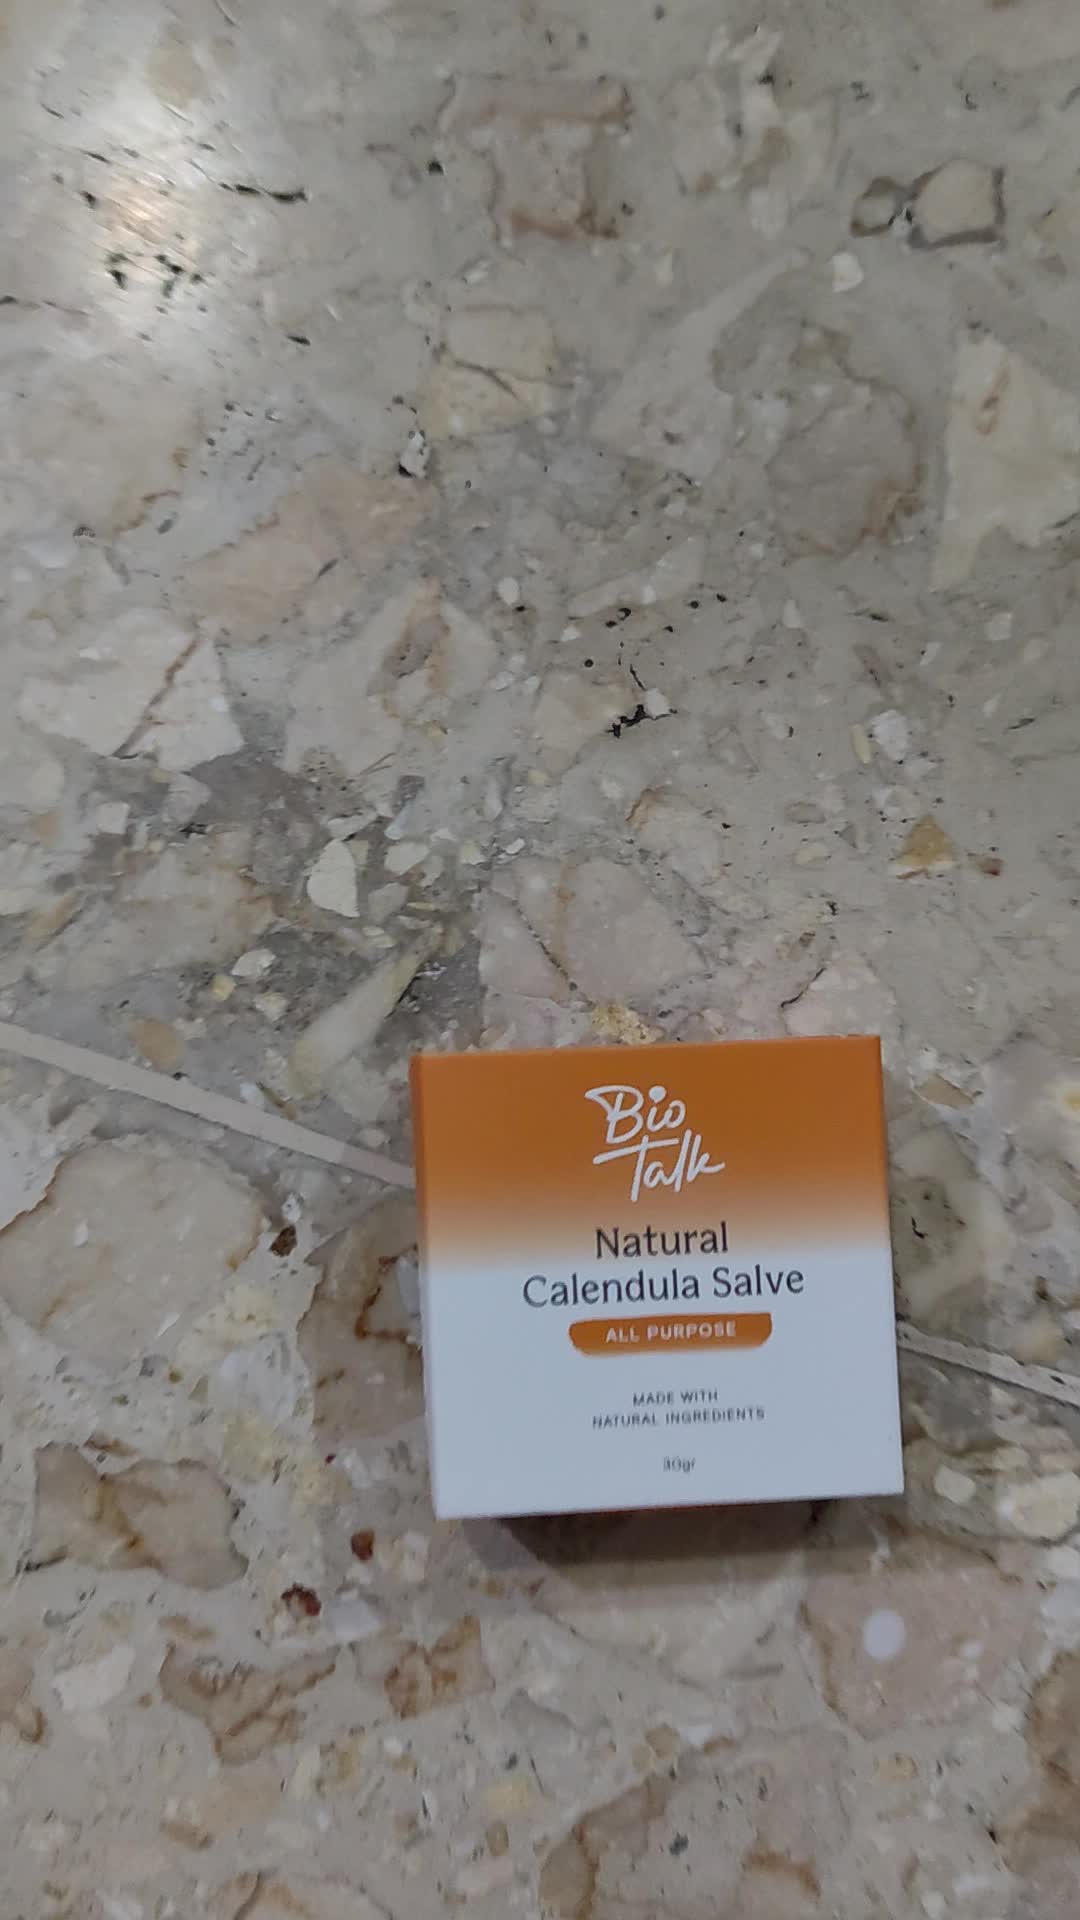 Bio
Talk
Natural
Calendula Salve
ALL PURPOSE
MADE WITH
NATURAL INGREDIENTS
30gr